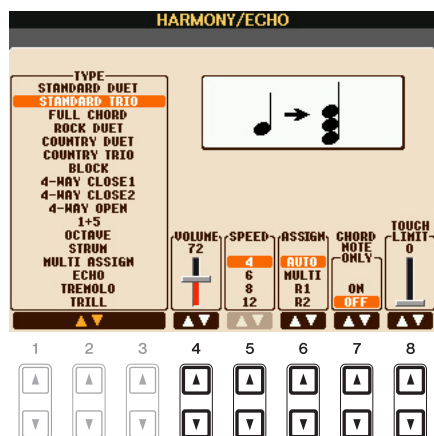 HARMONY/ECHO
TYPE
STANDARD DUET
STANDARD TRIO
FULL CHORD
ROCK DUET
COUNTRY DUET
COUNTRY TRIO
BLOCK
4-WAY CLOSE1
4-WAY CLOSE2
4-WAY OPEN
1+5
OCTAVE
STRUM
MULTI ASSIGN
ECHO
TREMOLO
TRILL
VOLUME
72
SPEED
4
6
8
12
ASSIGN
AUTO
MULTI
R1
R2
CHORD
NOTE
ONLY
ON
OFF
TOUCH
LIMIT
0
1 2 3 4 5 6 7 8